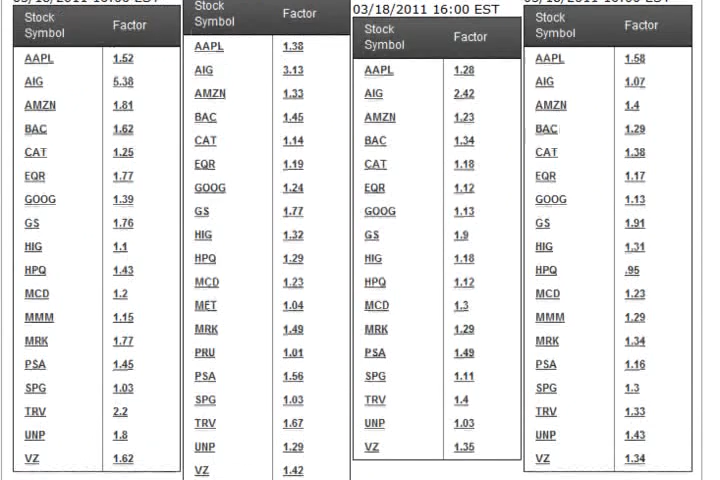 03/18/2011 16:00 EST
Stock
Symbol
Factor
AAPL 1.52
AIG 5.38
AMZN 1.81
BAC 1.62
CAT 1.25
EQR 1.77
GOOG 1.39
GS 1.76
HIG 1.1
HPQ 1.43
MCD 1.2
MMM 1.15
MRK 1.77
PSA 1.45
SPG 1.03
TRV 2.2
UNP 1.8
VZ 1.62
Stock
Symbol
Factor
AAPL 1.38
AIG 3.13
AMZN 1.33
BAC 1.45
CAT 1.14
EQR 1.19
GOOG 1.24
GS 1.77
HIG 1.32
HPQ 1.29
MCD 1.23
MET 1.04
MRK 1.49
PRU 1.01
PSA 1.56
SPG 1.03
TRV 1.67
UNP 1.29
VZ 1.42
03/18/2011 16:00 EST
Stock
Symbol
Factor
AAPL 1.28
AIG 2.42
AMZN 1.23
BAC 1.34
CAT 1.18
EQR 1.12
GOOG 1.13
GS 1.9
HIG 1.18
HPQ 1.12
MCD 1.3
MRK 1.29
PSA 1.49
SPG 1.11
TRV 1.4
UNP 1.03
VZ 1.35
03/18/2011 16:00 EST
Stock
Symbol
Factor
AAPL 1.58
AIG 1.07
AMZN 1.4
BAC 1.29
CAT 1.38
EQR 1.17
GOOG 1.13
GS 1.91
HIG 1.31
HPQ .95
MCD 1.23
MMM 1.29
MRK 1.34
PSA 1.16
SPG 1.3
TRV 1.33
UNP 1.43
VZ 1.34